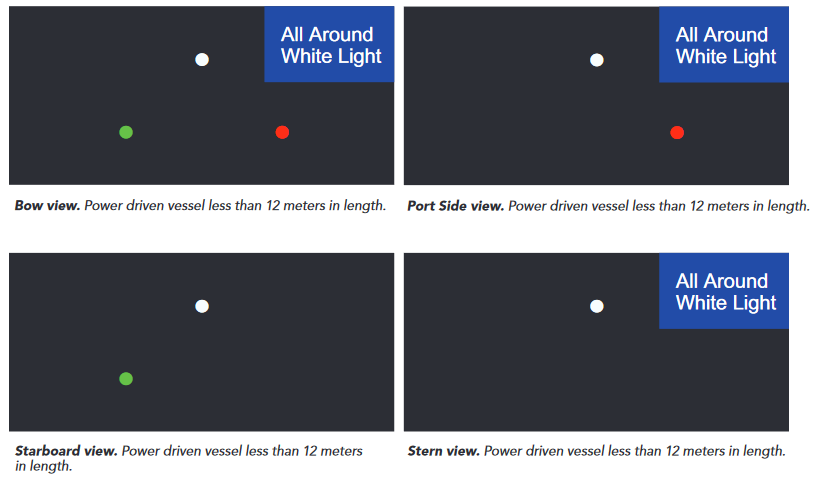 All Around
White Light
All Around
White Light
Bow view. Power driven vessel less than 12 meters in length.
Port Side view. Power driven vessel less than 12 meters in length.
All Around
White Light
Starboard view. Power driven vessel less than 12 meters
in length.
Stern view. Power driven vessel less than 12 meters in length.